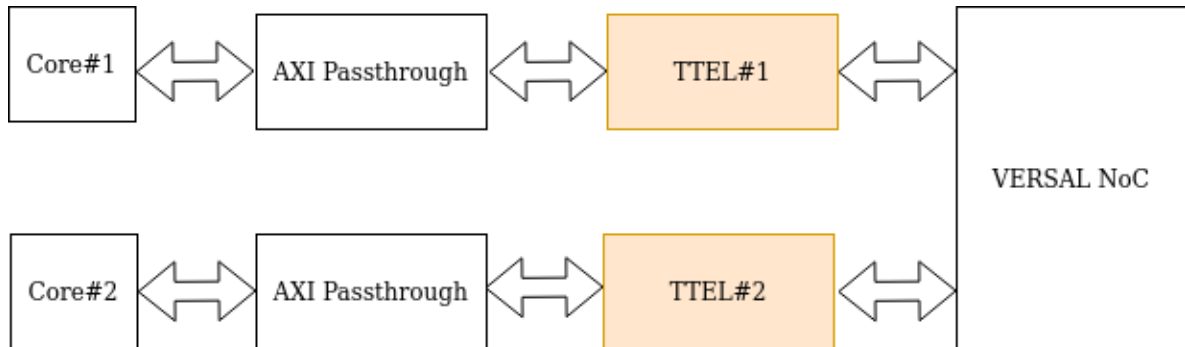 Core#1
AXI Passthrough
TTEL#1
VERSAL NoC
Core#2
AXI Passthrough
TTEL#2